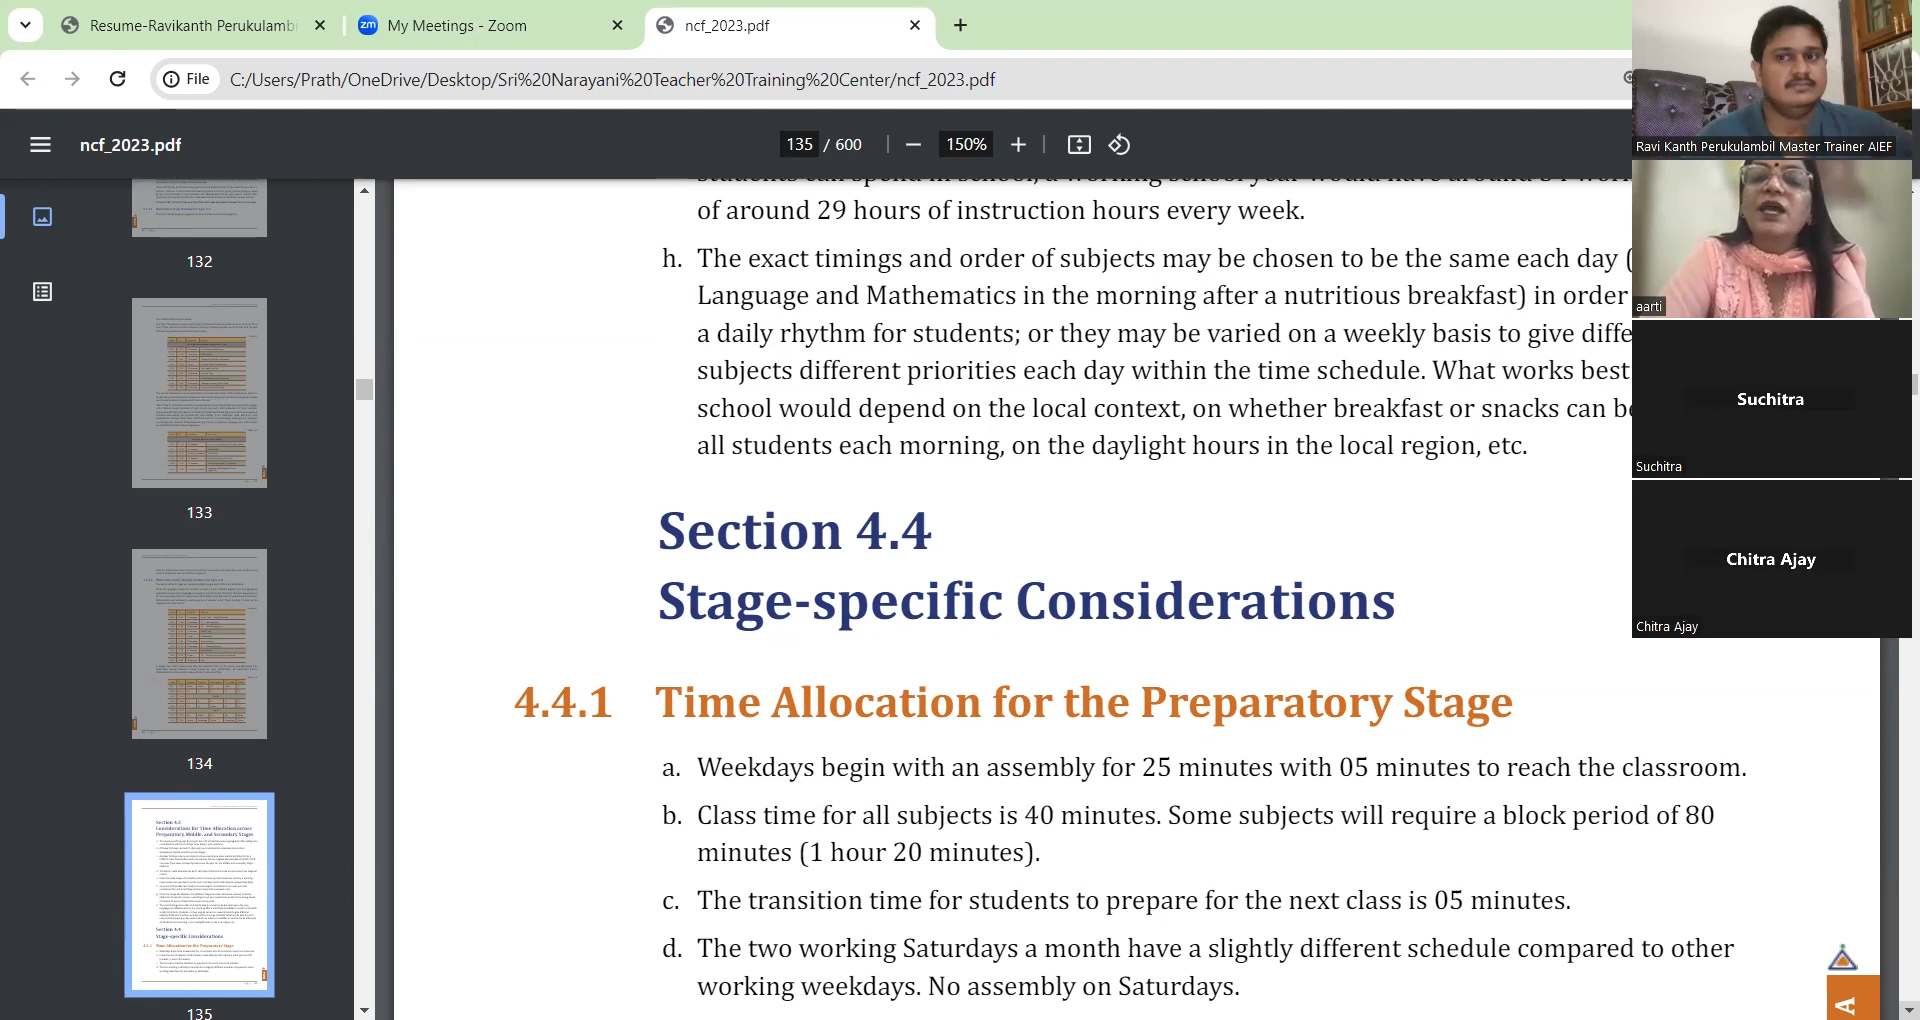 Resume-Ravikanth Perukulambi
zm My Meetings - Zoom
ncf_2023.pdf
File C:/Users/Prath/OneDrive/Desktop/Sri%20Narayani%20Teacher%20Training%20Center/ncf_2023.pdf
ncf_2023.pdf
135 / 600
150%
132
133
134
135
of around 29 hours of instruction hours every week.
h. The exact timings and order of subjects may be chosen to be the same each day (
Language and Mathematics in the morning after a nutritious breakfast) in order
a daily rhythm for students; or they may be varied on a weekly basis to give diffe
subjects different priorities each day within the time schedule. What works best
school would depend on the local context, on whether breakfast or snacks can be
all students each morning, on the daylight hours in the local region, etc.
Section 4.4
Stage-specific Considerations
4.4.1 Time Allocation for the Preparatory Stage
a. Weekdays begin with an assembly for 25 minutes with 05 minutes to reach the classroom.
b. Class time for all subjects is 40 minutes. Some subjects will require a block period of 80
minutes (1 hour 20 minutes).
c. The transition time for students to prepare for the next class is 05 minutes.
d. The two working Saturdays a month have a slightly different schedule compared to other
working weekdays. No assembly on Saturdays.
A
Ravi Kanth Perukulambil Master Trainer AIEF
aarti
Suchitra
Suchitra
Chitra Ajay
Chitra Ajay